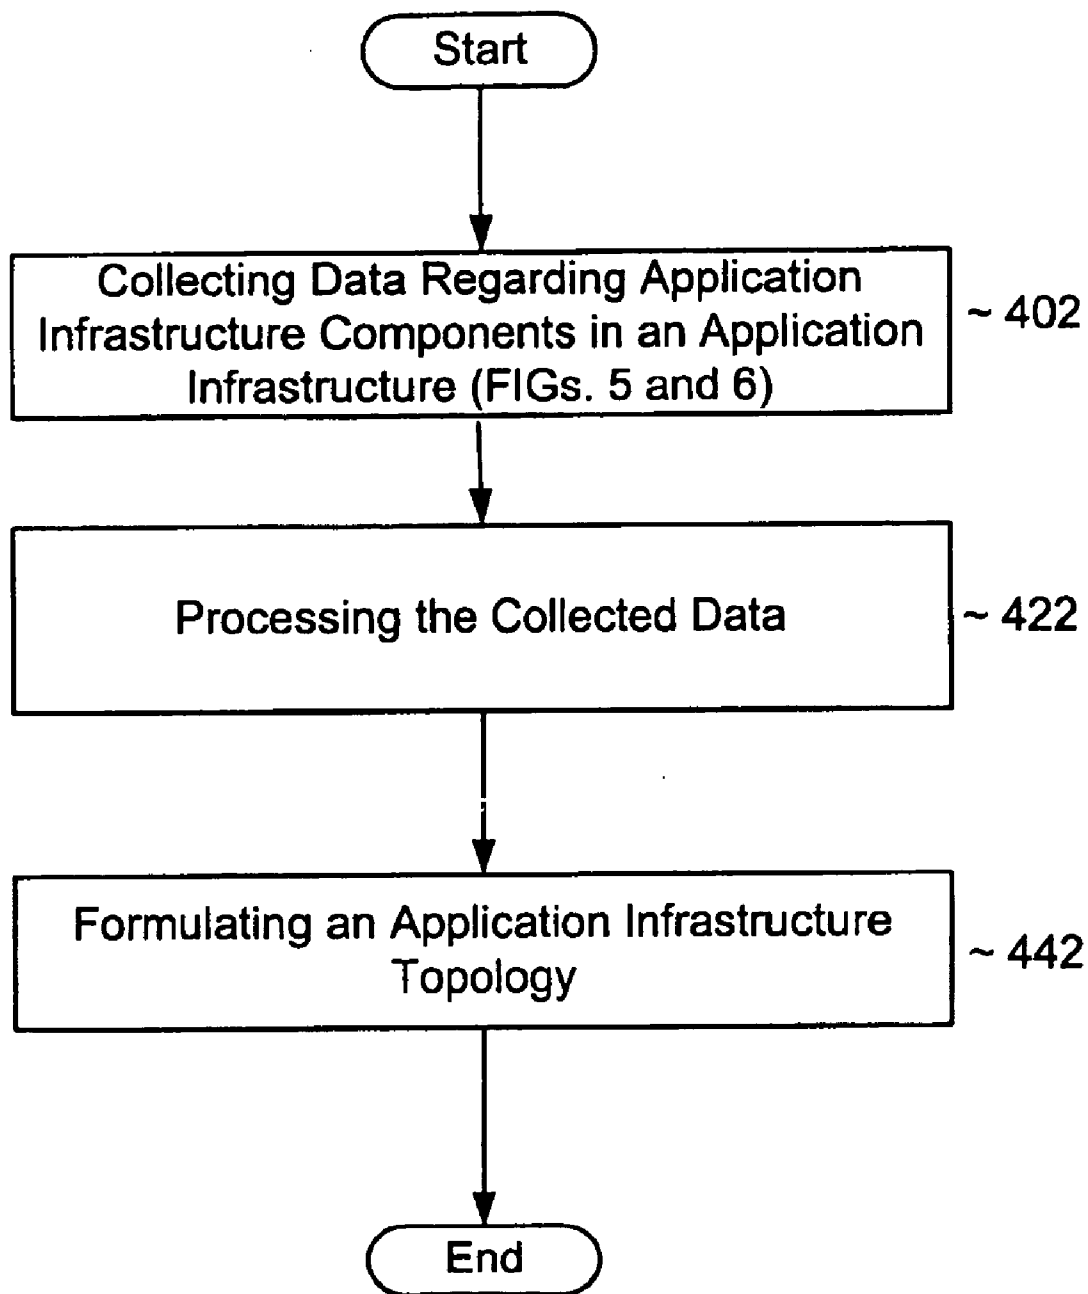 Start
Collecting Data Regarding Application
Infrastructure Components in an Application
Infrastructure (FIGs. 5 and 6)
~ 402
Processing the Collected Data
~ 422
Formulating an Application Infrastructure
Topology
~ 442
End